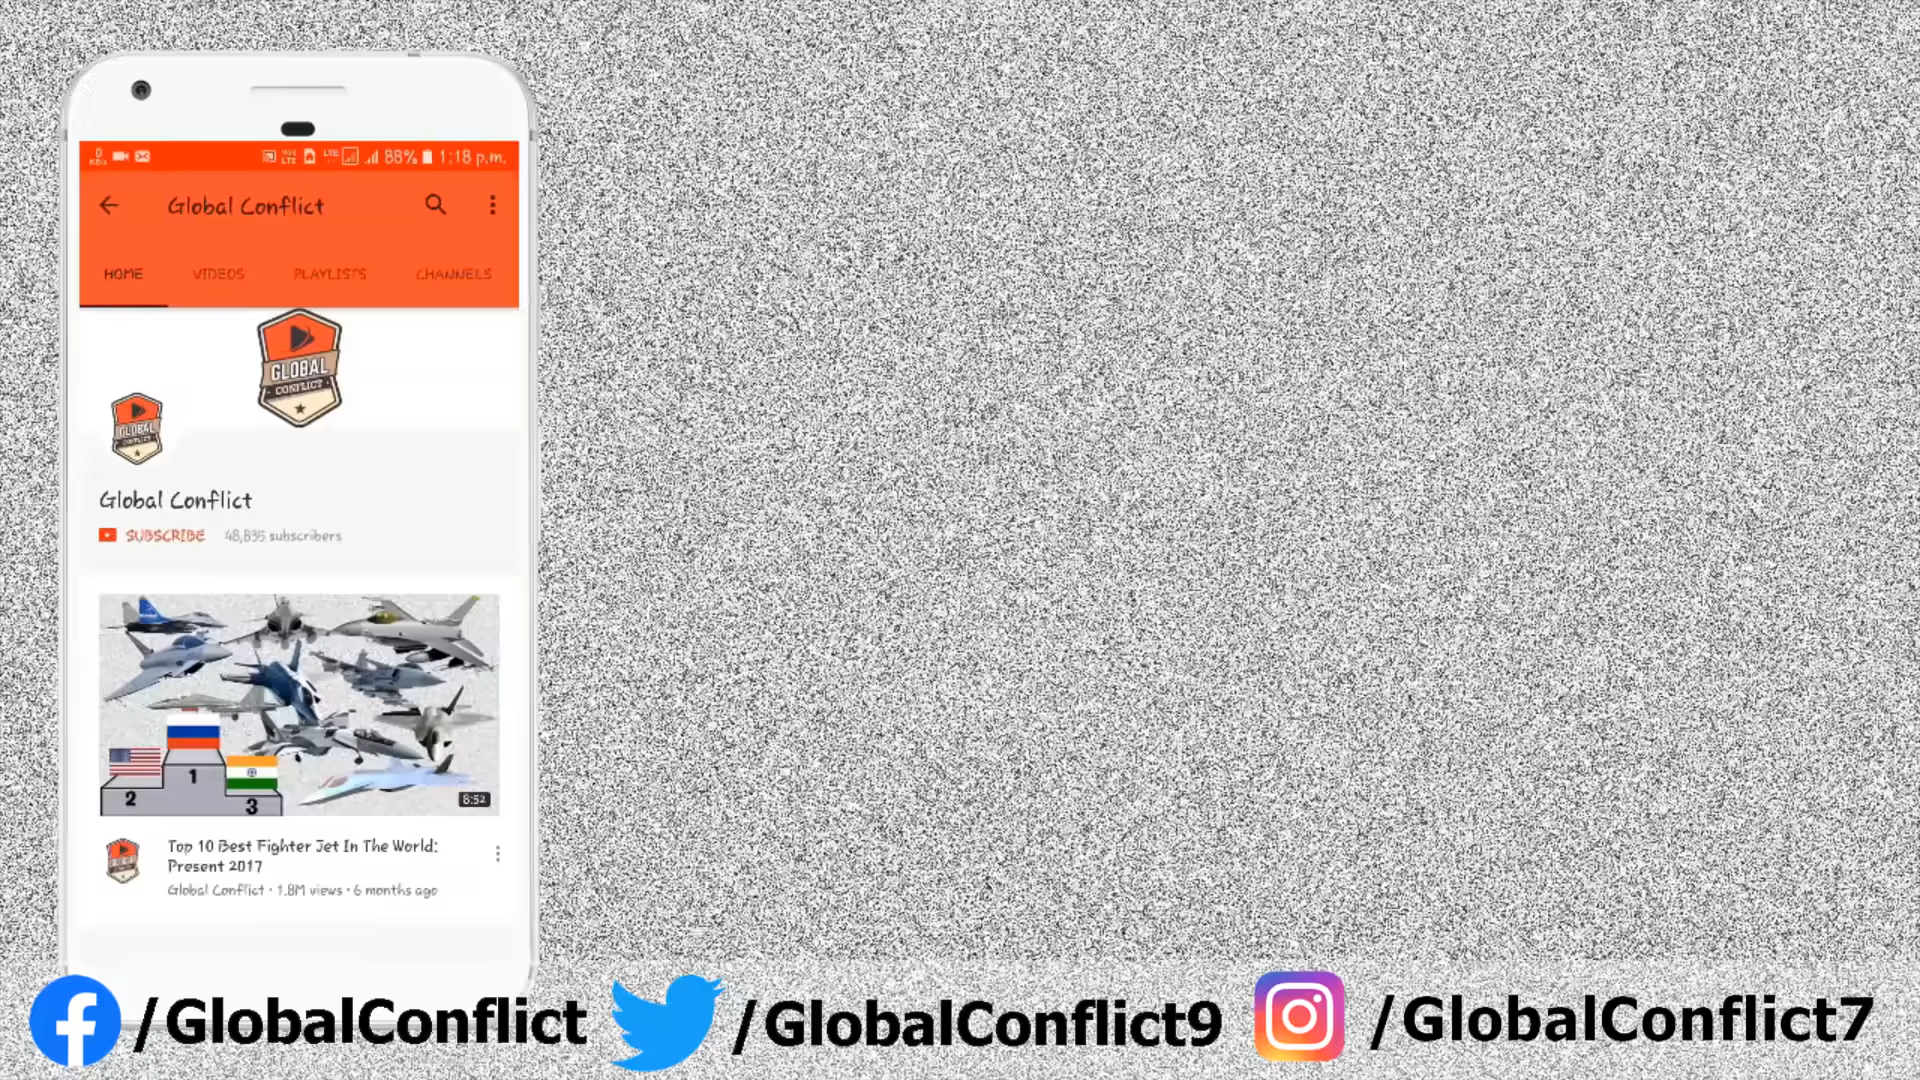 88% 1:18 p.m.
Global Conflict
HOME VIDEOS PLAYLISTS CHANNELS
GLOBAL
CONFLICT
GLOBAL
CONFLICT
Global Conflict
SUBSCRIBE 48,835 subscribers
1
2
3
8:52
Top 10 Best Fighter Jet In The World:
Present 2017
Global Conflict • 1.8M views • 6 months ago
/GlobalConflict /GlobalConflict9 /GlobalConflict7